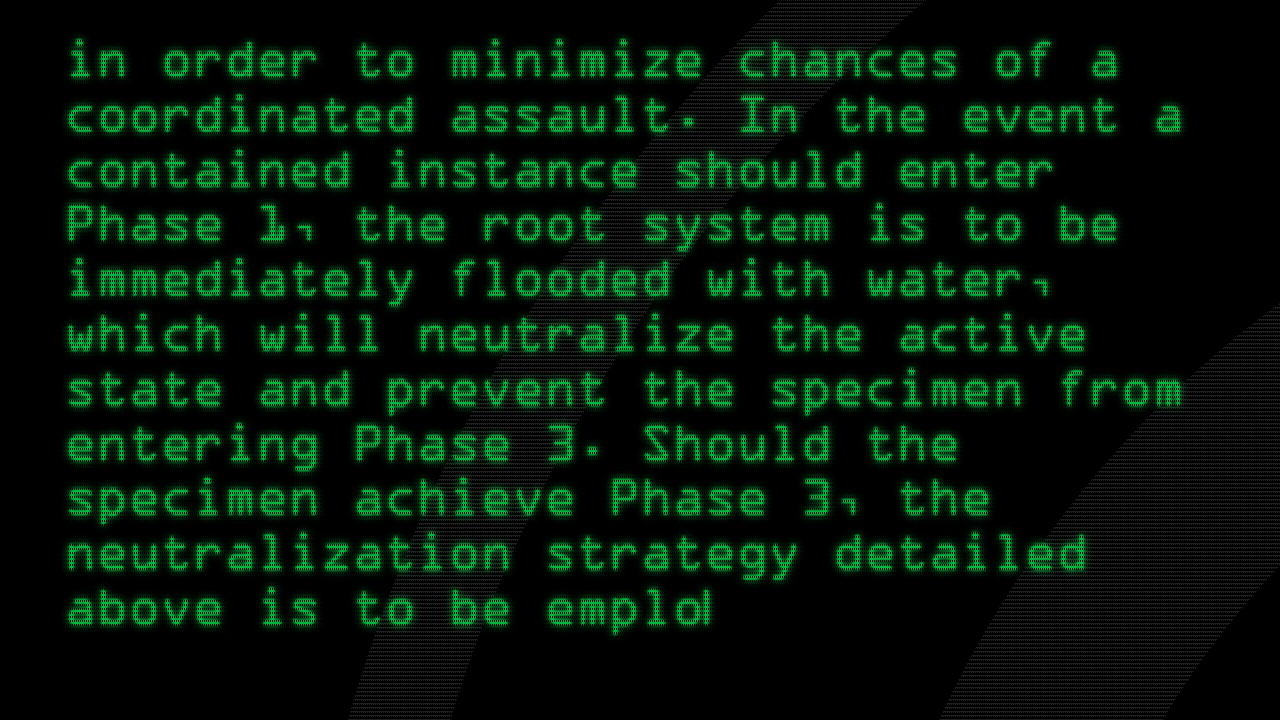 in order to minimize chances of a
coordinated assault. In the event a
contained instance should enter
Phase 1, the root system is to be
immediately flooded with water,
which will neutralize the active
state and prevent the specimen from
entering Phase 3. Should the
specimen achieve Phase 3, the
neutralization strategy detailed
above is to be emplo